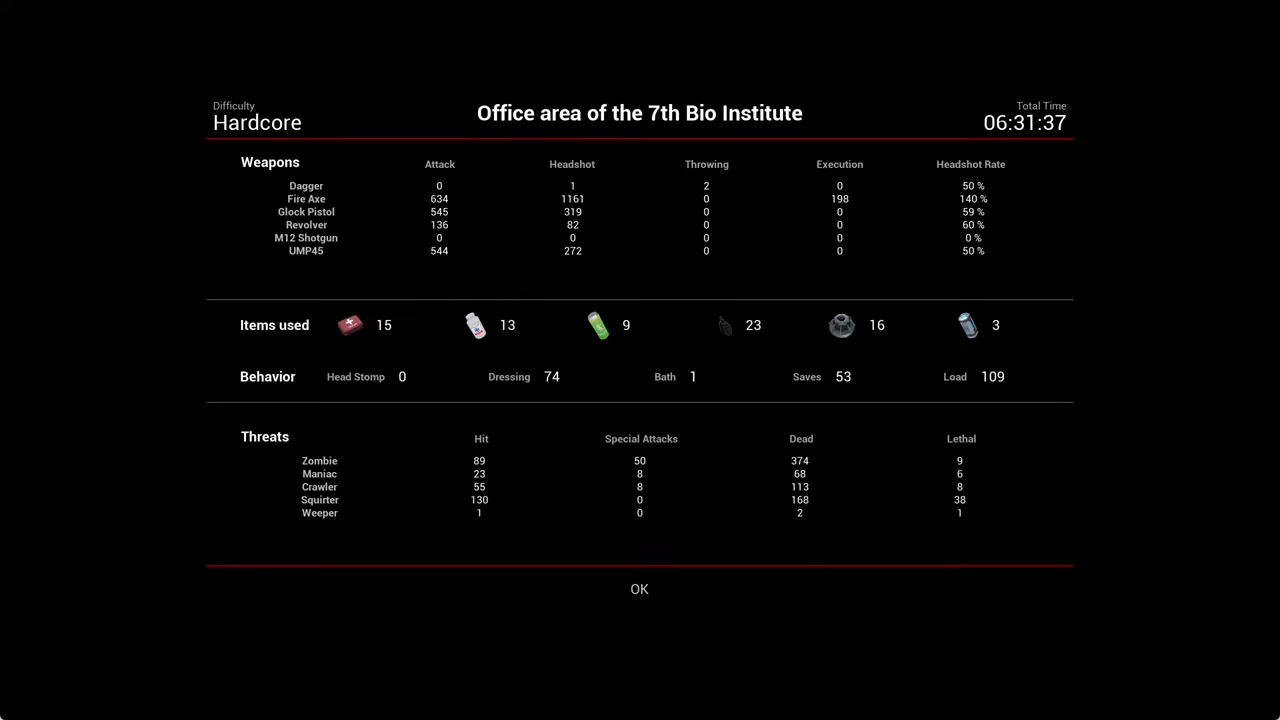 Difficulty
Hardcore
Office area of the 7th Bio Institute
Total Time
06:31:37
Weapons Attack Headshot Throwing Execution Headshot Rate
Dagger 0 1 2 0 50 %
Fire Axe 634 1161 0 198 140 %
Glock Pistol 545 319 0 0 59 %
Revolver 136 82 0 0 60 %
M12 Shotgun 0 0 0 0 0 %
UMP45 544 272 0 0 50 %
Items used 15 13 9 23 16 3
Behavior Head Stomp 0 Dressing 74 Bath 1 Saves 53 Load 109
Threats Hit Special Attacks Dead Lethal
Zombie 89 50 374 9
Maniac 23 8 68 6
Crawler 55 8 113 8
Squirter 130 0 168 38
Weeper 1 0 2 1
OK